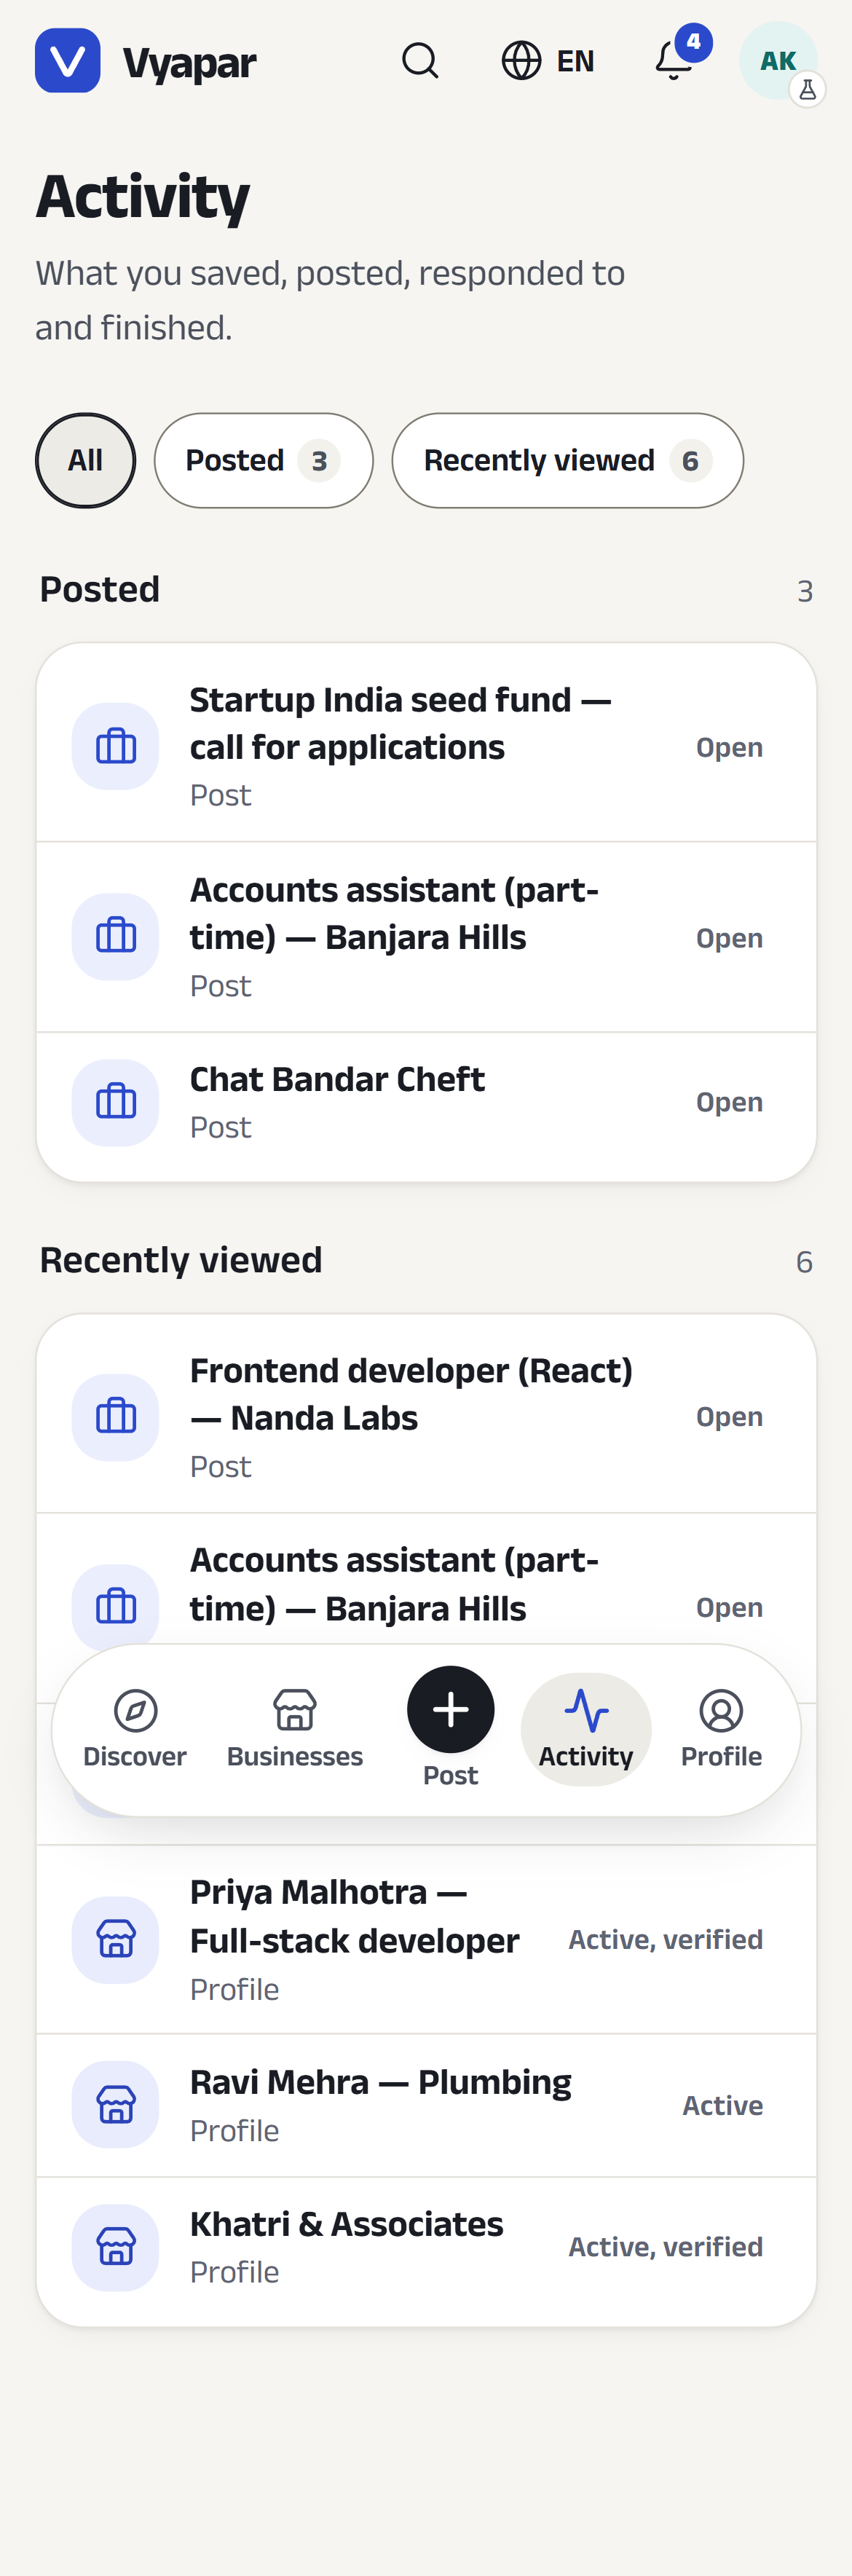 Vyapar
EN
4
AK
Activity
What you saved, posted, responded to
and finished.
All
Posted 3
Recently viewed 6
Posted
3
Startup India seed fund —
call for applications
Post
Open
Accounts assistant (part-
time) — Banjara Hills
Post
Open
Chat Bandar Cheft
Post
Open
Recently viewed
6
Frontend developer (React)
— Nanda Labs
Post
Open
Accounts assistant (part-
time) — Banjara Hills
Open
Discover
Businesses
Post
Activity
Profile
Priya Malhotra —
Full-stack developer
Profile
Active, verified
Ravi Mehra — Plumbing
Profile
Active
Khatri & Associates
Profile
Active, verified